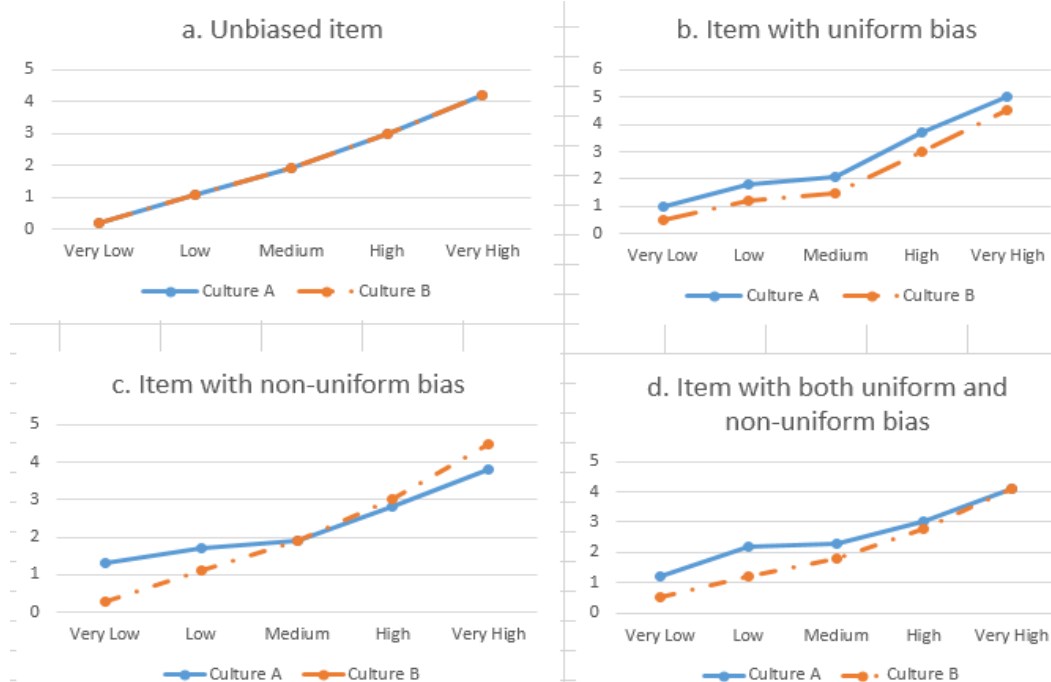 a. Unbiased item
5
4
3
2
1
0
Very Low Low Medium High Very High
Culture A Culture B
b. Item with uniform bias
6
5
4
3
2
1
0
Very Low Low Medium High Very High
Culture A Culture B
c. Item with non-uniform bias
5
4
3
2
1
0
Very Low Low Medium High Very High
Culture A Culture B
d. Item with both uniform and
non-uniform bias
5
4
3
2
1
0
Very Low Low Medium High Very High
Culture A Culture B